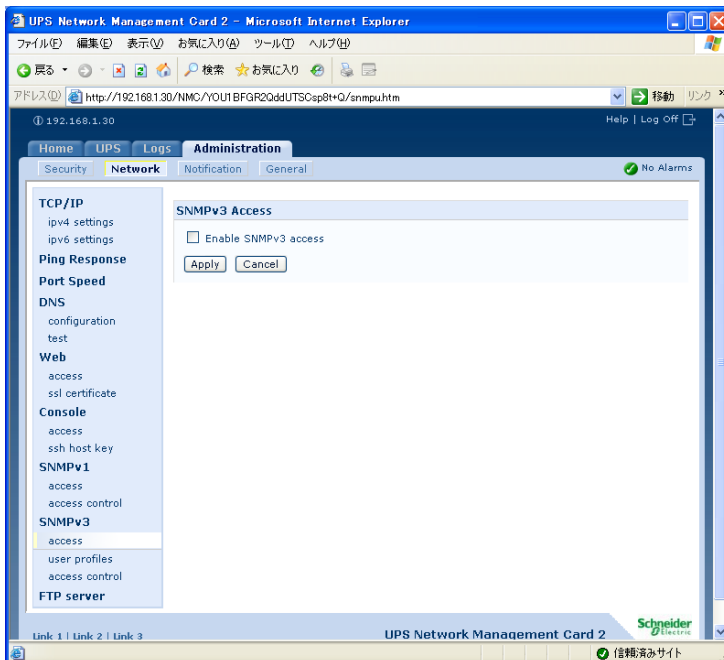 UPS Network Management Card 2 - Microsoft Internet Explorer
ファイル(F) 編集(E) 表示(V) お気に入り(A) ツール(T) ヘルプ(H)
戻る 検索 お気に入り
アドレス(D) http://192.168.1.30/NMC/YOU1BFGR2QddUTSCsp8t+Q/snmpu.htm 移動 リンク »
192.168.1.30 Help | Log Off
Home UPS Logs Administration
Security Network Notification General No Alarms
TCP/IP
ipv4 settings
ipv6 settings
Ping Response
Port Speed
DNS
configuration
test
Web
access
ssl certificate
Console
access
ssh host key
SNMPv1
access
access control
SNMPv3
access
user profiles
access control
FTP server
SNMPv3 Access
Enable SNMPv3 access
Apply Cancel
Link 1 | Link 2 | Link 3 UPS Network Management Card 2
Schneider
Electric
信頼済みサイト